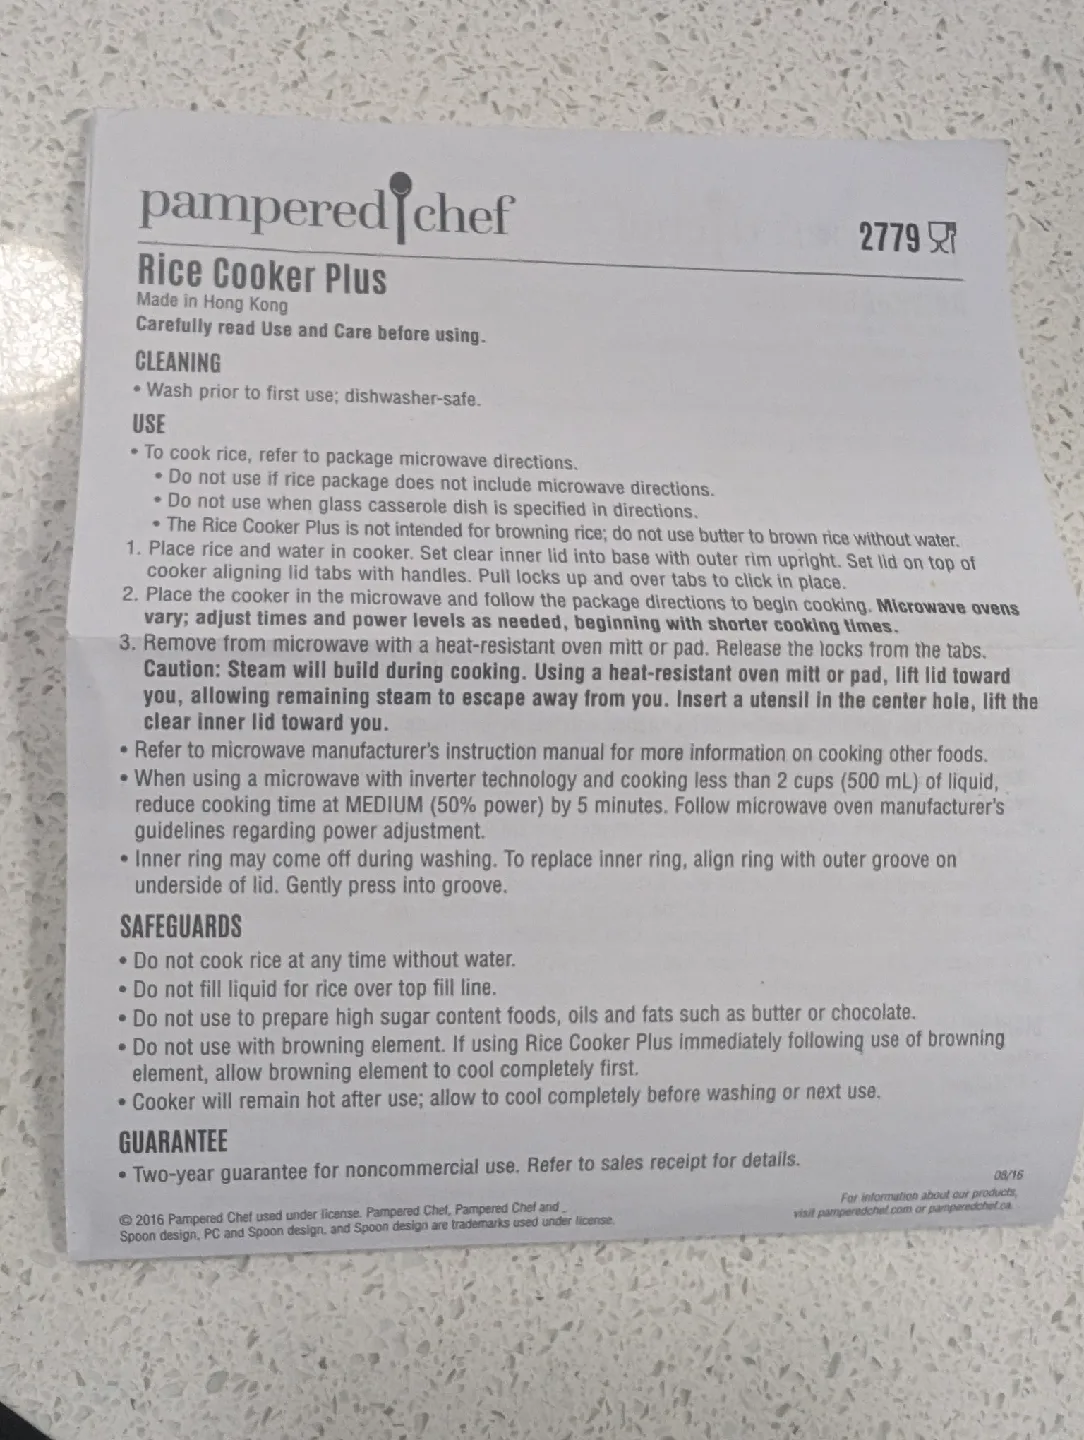 pampered chef
2779
Rice Cooker Plus
Made in Hong Kong
Carefully read Use and Care before using.
CLEANING
• Wash prior to first use; dishwasher-safe.
USE
• To cook rice, refer to package microwave directions.
• Do not use if rice package does not include microwave directions.
• Do not use when glass casserole dish is specified in directions.
• The Rice Cooker Plus is not intended for browning rice; do not use butter to brown rice without water.
1. Place rice and water in cooker. Set clear inner lid into base with outer rim upright. Set lid on top of
cooker aligning lid tabs with handles. Pull locks up and over tabs to click in place.
2. Place the cooker in the microwave and follow the package directions to begin cooking. Microwave ovens
vary; adjust times and power levels as needed, beginning with shorter cooking times.
3. Remove from microwave with a heat-resistant oven mitt or pad. Release the locks from the tabs.
Caution: Steam will build during cooking. Using a heat-resistant oven mitt or pad, lift lid toward
you, allowing remaining steam to escape away from you. Insert a utensil in the center hole, lift the
clear inner lid toward you.
• Refer to microwave manufacturer's instruction manual for more information on cooking other foods.
• When using a microwave with inverter technology and cooking less than 2 cups (500 mL) of liquid,
reduce cooking time at MEDIUM (50% power) by 5 minutes. Follow microwave oven manufacturer's
guidelines regarding power adjustment.
• Inner ring may come off during washing. To replace inner ring, align ring with outer groove on
underside of lid. Gently press into groove.
SAFEGUARDS
• Do not cook rice at any time without water.
• Do not fill liquid for rice over top fill line.
• Do not use to prepare high sugar content foods, oils and fats such as butter or chocolate.
• Do not use with browning element. If using Rice Cooker Plus immediately following use of browning
element, allow browning element to cool completely first.
• Cooker will remain hot after use; allow to cool completely before washing or next use.
GUARANTEE
• Two-year guarantee for noncommercial use. Refer to sales receipt for details.
08/16
© 2016 Pampered Chef used under license. Pampered Chef, Pampered Chef and
Spoon design, PC and Spoon design, and Spoon design are trademarks used under license.
For information about our products,
visit pamperedchef.com or pamperedchef.ca.